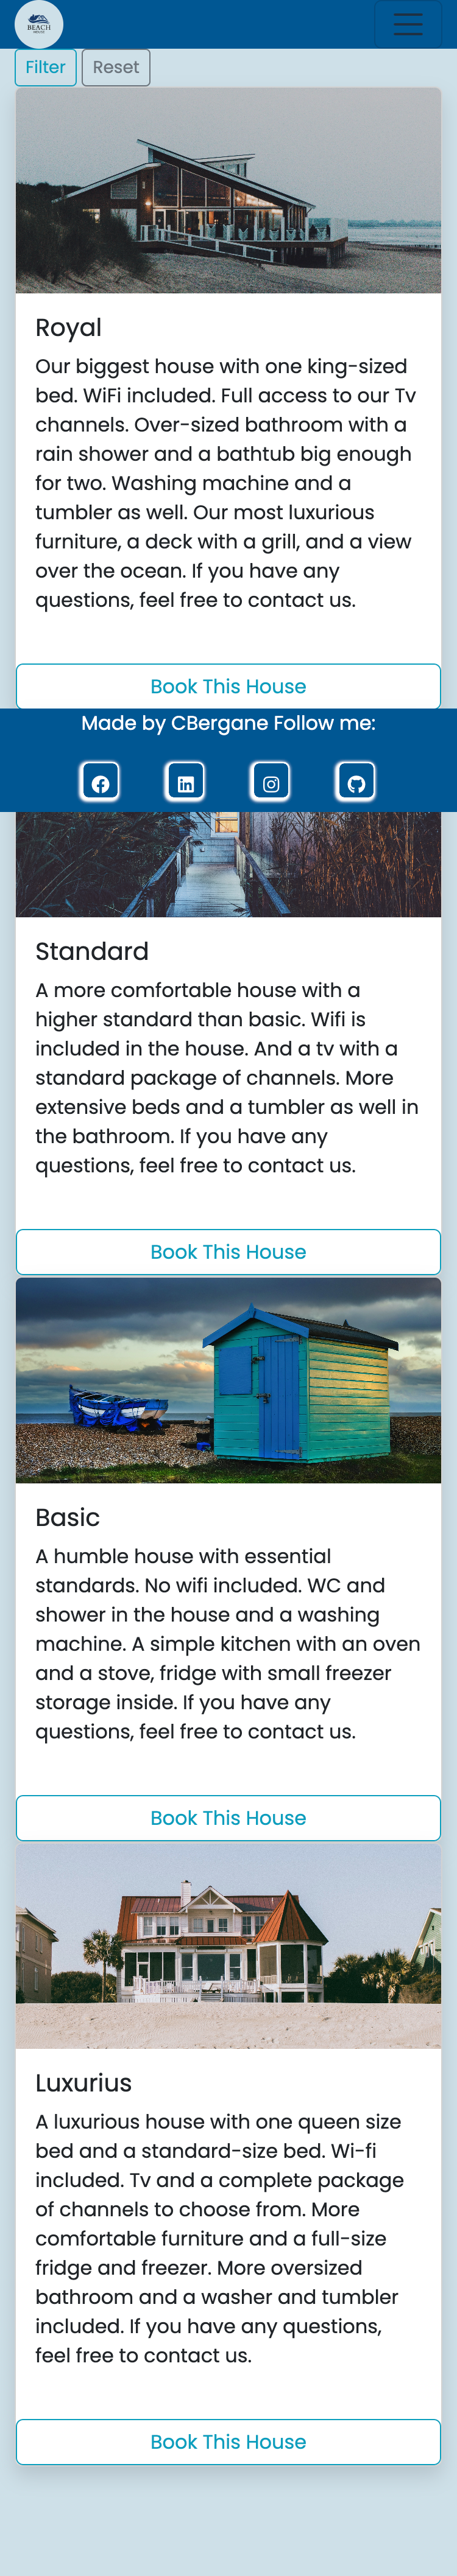 BEACH
HOUSE
Filter Reset
Royal
Our biggest house with one king-sized
bed. WiFi included. Full access to our Tv
channels. Over-sized bathroom with a
rain shower and a bathtub big enough
for two. Washing machine and a
tumbler as well. Our most luxurious
furniture, a deck with a grill, and a view
over the ocean. If you have any
questions, feel free to contact us.
Book This House
Made by CBergane Follow me:
Standard
A more comfortable house with a
higher standard than basic. Wifi is
included in the house. And a tv with a
standard package of channels. More
extensive beds and a tumbler as well in
the bathroom. If you have any
questions, feel free to contact us.
Book This House
Basic
A humble house with essential
standards. No wifi included. WC and
shower in the house and a washing
machine. A simple kitchen with an oven
and a stove, fridge with small freezer
storage inside. If you have any
questions, feel free to contact us.
Book This House
Luxurius
A luxurious house with one queen size
bed and a standard-size bed. Wi-fi
included. Tv and a complete package
of channels to choose from. More
comfortable furniture and a full-size
fridge and freezer. More oversized
bathroom and a washer and tumbler
included. If you have any questions,
feel free to contact us.
Book This House